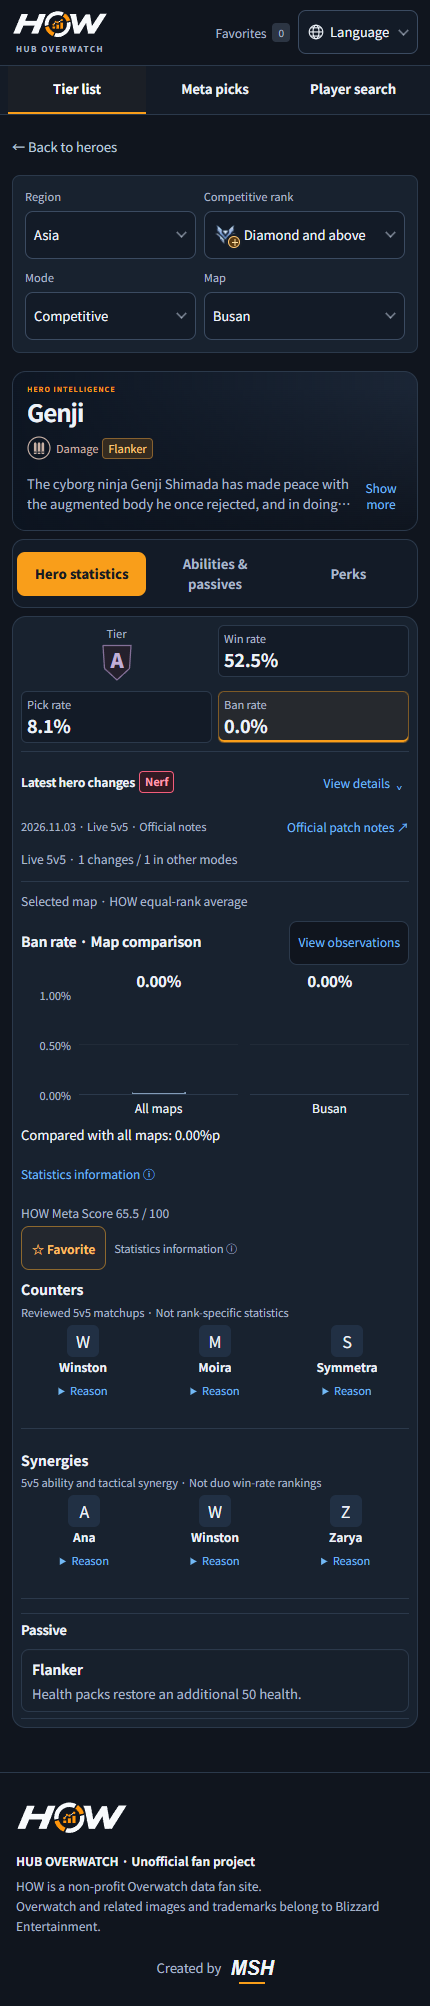 HOW
HUB OVERWATCH
Favorites 0
Language
Tier list
Meta picks
Player search
← Back to heroes
Region
Competitive rank
Asia
Diamond and above
Mode
Map
Competitive
Busan
HERO INTELLIGENCE
Genji
Damage Flanker
The cyborg ninja Genji Shimada has made peace with
the augmented body he once rejected, and in doing…
Show
more
Hero statistics
Abilities &
passives
Perks
Tier
A
Win rate
52.5%
Pick rate
8.1%
Ban rate
0.0%
Latest hero changes Nerf
View details ⌄
2026.11.03 · Live 5v5 · Official notes
Official patch notes ↗
Live 5v5 · 1 changes / 1 in other modes
Selected map · HOW equal-rank average
Ban rate · Map comparison
View observations
0.00%
0.00%
1.00%
0.50%
0.00%
All maps
Busan
Compared with all maps: 0.00%p
Statistics information ⓘ
HOW Meta Score 65.5 / 100
☆ Favorite
Statistics information ⓘ
Counters
Reviewed 5v5 matchups · Not rank-specific statistics
W
M
S
Winston
Moira
Symmetra
▶ Reason
▶ Reason
▶ Reason
Synergies
5v5 ability and tactical synergy · Not duo win-rate rankings
A
W
Z
Ana
Winston
Zarya
▶ Reason
▶ Reason
▶ Reason
Passive
Flanker
Health packs restore an additional 50 health.
HOW
HUB OVERWATCH · Unofficial fan project
HOW is a non-profit Overwatch data fan site.
Overwatch and related images and trademarks belong to Blizzard
Entertainment.
Created by MSH